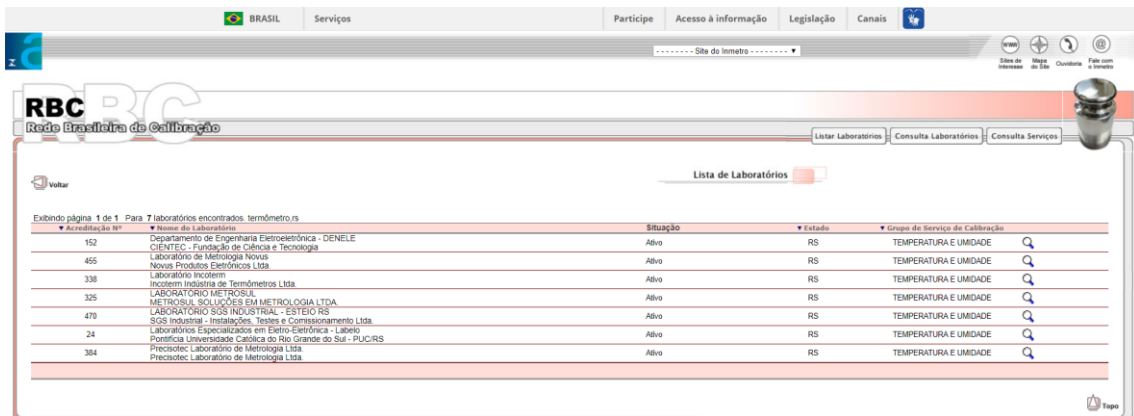 BRASIL Serviços Participe Acesso à informação Legislação Canais
- - - - - - - - Site do Inmetro - - - - - - - - ▼
www
@
Sites de Interesse
Mapa do Site
Ouvidoria
Fale com o Inmetro
RBC
Rede Brasileira de Calibração
Listar Laboratórios Consulta Laboratórios Consulta Serviços
Voltar
Lista de Laboratórios
Exibindo página 1 de 1 Para 7 laboratórios encontrados. termômetro,rs
▼ Acreditação Nº ▼ Nome do Laboratório Situação ▼ Estado ▼ Grupo de Serviço de Calibração
152 Departamento de Engenharia Eletroeletrônica - DENELE Ativo RS TEMPERATURA E UMIDADE
CIENTEC - Fundação de Ciência e Tecnologia
455 Laboratório de Metrologia Novus Ativo RS TEMPERATURA E UMIDADE
Novus Produtos Eletrônicos Ltda.
338 Laboratório Incoterm Ativo RS TEMPERATURA E UMIDADE
Incoterm Indústria de Termômetros Ltda.
325 LABORATÓRIO METROSUL Ativo RS TEMPERATURA E UMIDADE
METROSUL SOLUÇÕES EM METROLOGIA LTDA.
470 LABORATÓRIO SGS INDUSTRIAL - ESTEIO RS Ativo RS TEMPERATURA E UMIDADE
SGS Industrial - Instalações, Testes e Comissionamento Ltda.
24 Laboratórios Especializados em Eletro-Eletrônica - Labelo Ativo RS TEMPERATURA E UMIDADE
Pontifícia Universidade Católica do Rio Grande do Sul - PUC/RS
384 Precisotec Laboratório de Metrologia Ltda. Ativo RS TEMPERATURA E UMIDADE
Precisotec Laboratório de Metrologia Ltda.
Topo